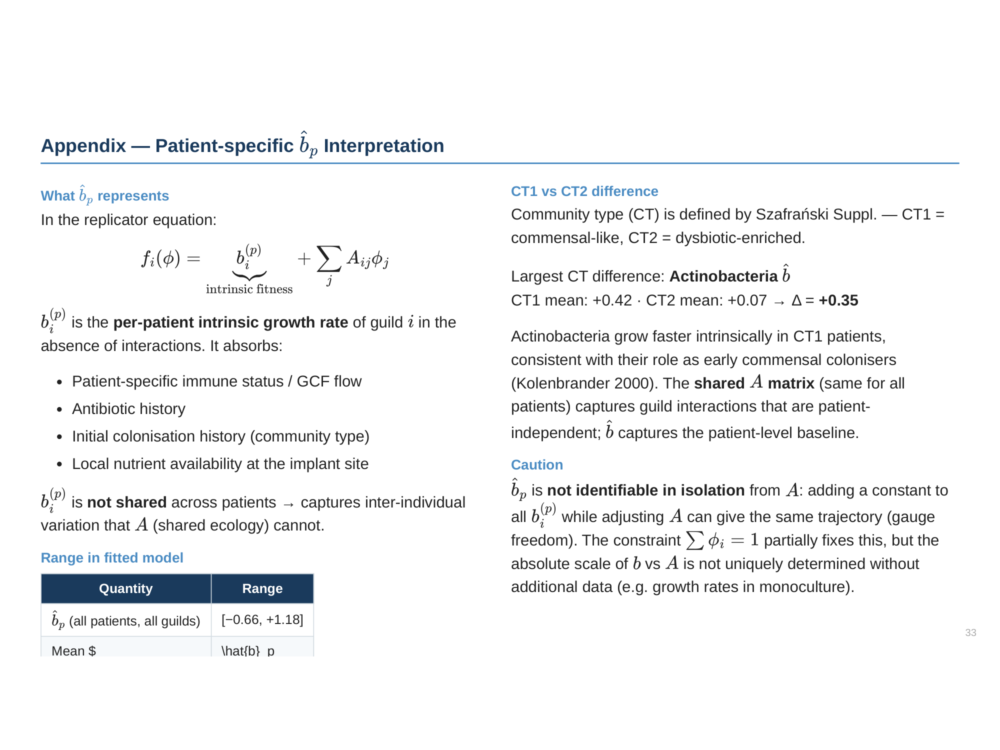 Appendix — Patient-specific $\hat{b}_p$ Interpretation
What $\hat{b}_p$ represents
In the replicator equation:
$f_i(\phi) = \underbrace{b_i^{(p)}}_{\text{intrinsic fitness}} + \sum_j A_{ij}\phi_j$
$b_i^{(p)}$ is the per-patient intrinsic growth rate of guild $i$ in the
absence of interactions. It absorbs:
• Patient-specific immune status / GCF flow
• Antibiotic history
• Initial colonisation history (community type)
• Local nutrient availability at the implant site
$b_i^{(p)}$ is not shared across patients → captures inter-individual
variation that $A$ (shared ecology) cannot.
Range in fitted model
Quantity Range
$\hat{b}_p$ (all patients, all guilds) [−0.66, +1.18]
Mean $ \hat{b}_p
CT1 vs CT2 difference
Community type (CT) is defined by Szafrański Suppl. — CT1 =
commensal-like, CT2 = dysbiotic-enriched.
Largest CT difference: Actinobacteria $\hat{b}$
CT1 mean: +0.42 · CT2 mean: +0.07 → Δ = +0.35
Actinobacteria grow faster intrinsically in CT1 patients,
consistent with their role as early commensal colonisers
(Kolenbrander 2000). The shared $A$ matrix (same for all
patients) captures guild interactions that are patient-
independent; $\hat{b}$ captures the patient-level baseline.
Caution
$\hat{b}_p$ is not identifiable in isolation from $A$: adding a constant to
all $b_i^{(p)}$ while adjusting $A$ can give the same trajectory (gauge
freedom). The constraint $\sum \phi_i = 1$ partially fixes this, but the
absolute scale of $b$ vs $A$ is not uniquely determined without
additional data (e.g. growth rates in monoculture).
33